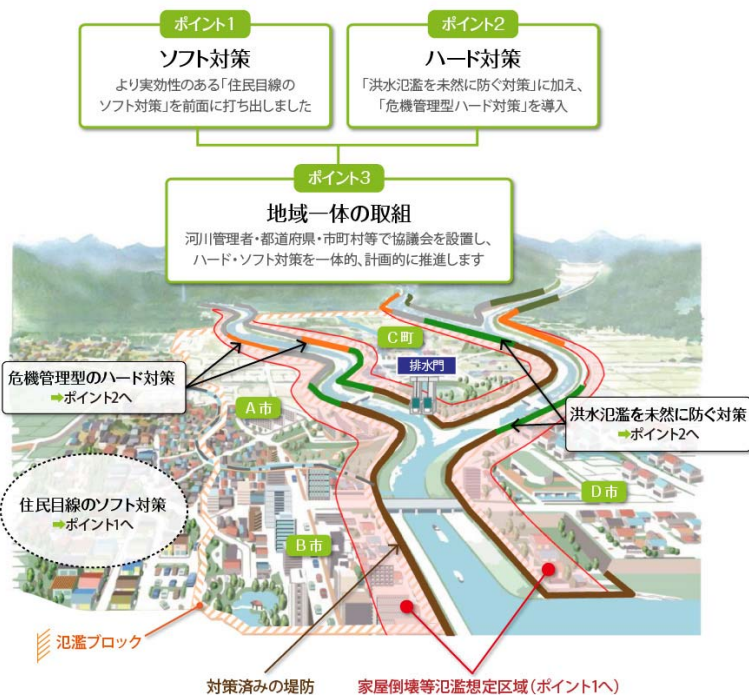 ポイント1
ソフト対策
より実効性のある「住民目線の
ソフト対策」を前面に打ち出しました
ポイント2
ハード対策
「洪水氾濫を未然に防ぐ対策」に加え、
「危機管理型ハード対策」を導入
ポイント3
地域一体の取組
河川管理者・都道府県・市町村等で協議会を設置し、
ハード・ソフト対策を一体的、計画的に推進します
C町
排水門
危機管理型のハード対策
➡ポイント2へ
A市
洪水氾濫を未然に防ぐ対策
➡ポイント2へ
住民目線のソフト対策
➡ポイント1へ
D市
B市
氾濫ブロック
対策済みの堤防
家屋倒壊等氾濫想定区域(ポイント1へ)